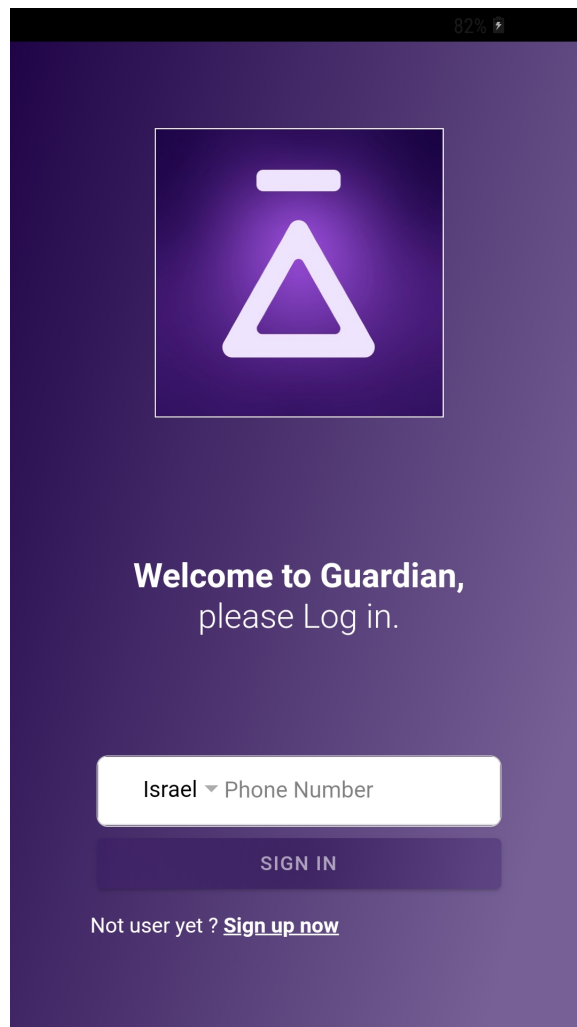 82%
Welcome to Guardian,
please Log in.
Israel Phone Number
SIGN IN
Not user yet ? Sign up now